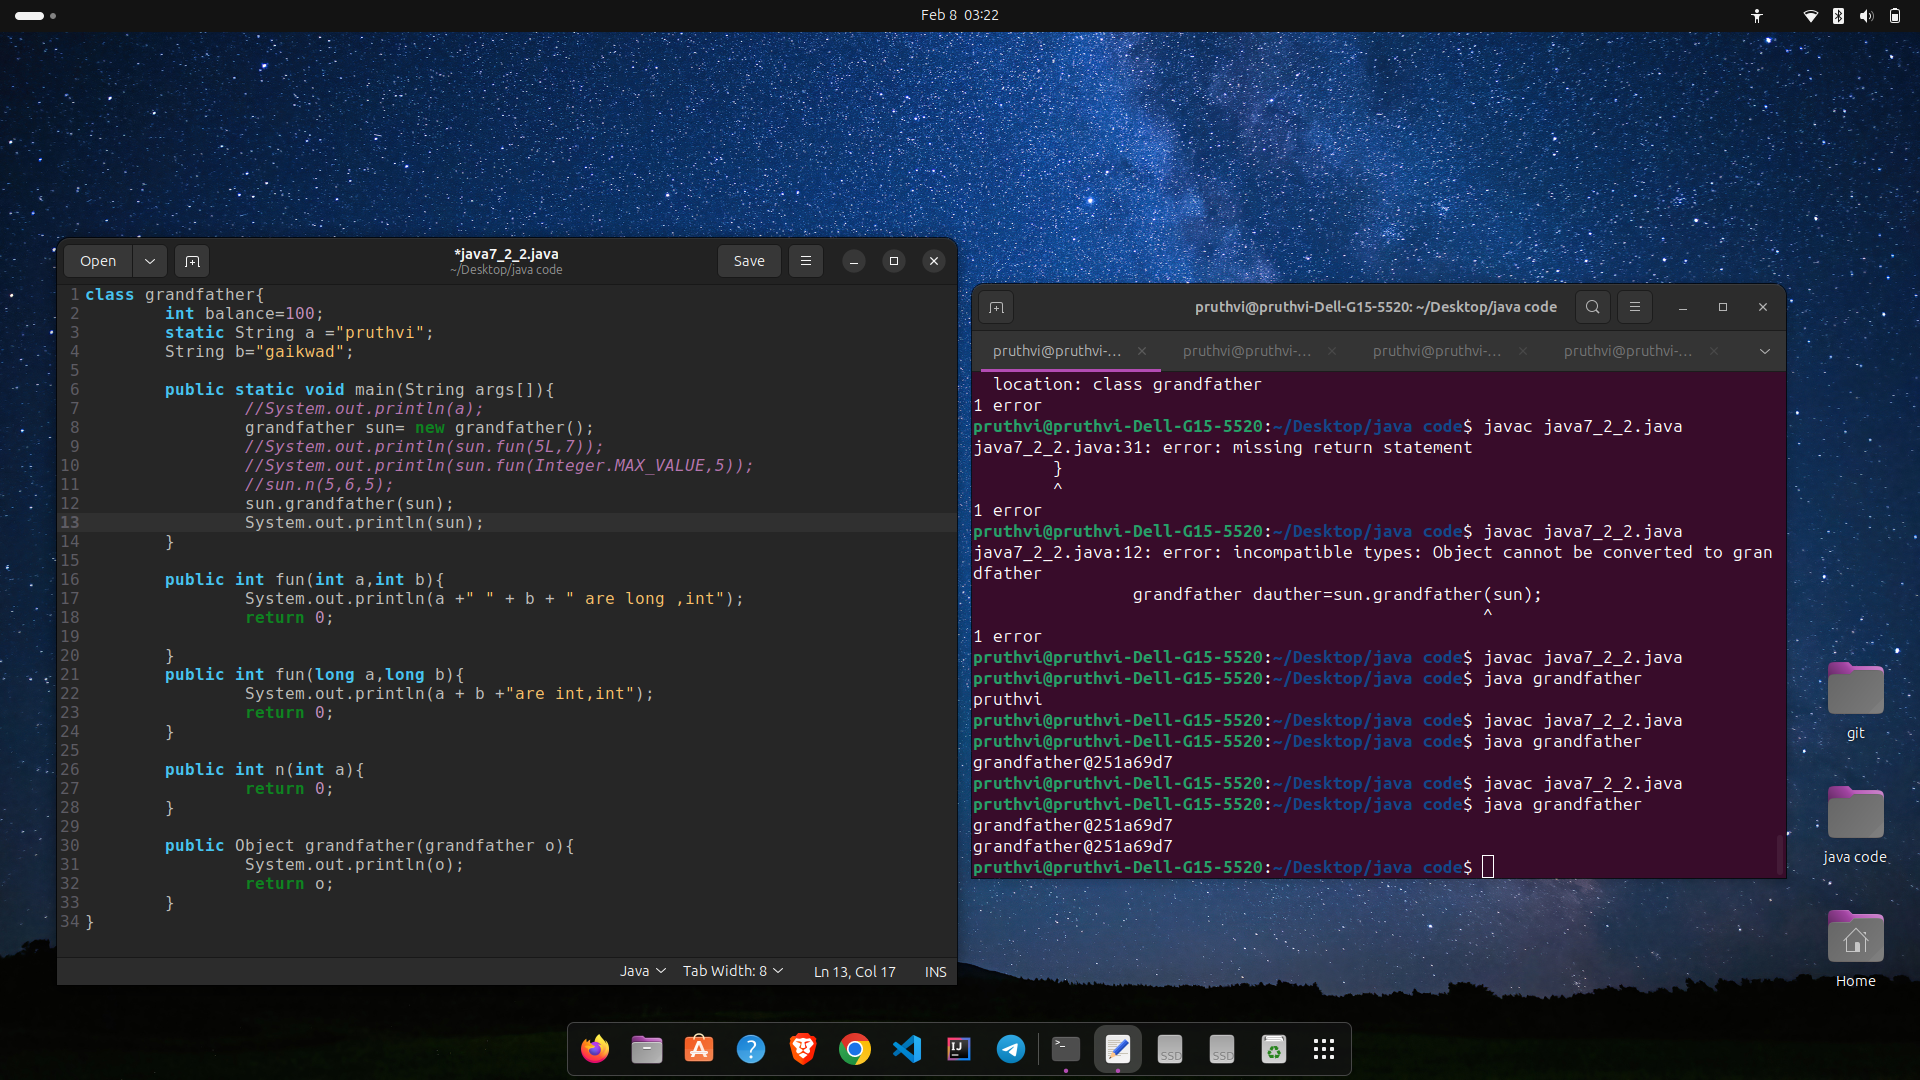 Feb 8 03:22
Open
*java7_2_2.java
~/Desktop/java code
Save
1 class grandfather{
2 int balance=100;
3 static String a ="pruthvi";
4 String b="gaikwad";
5
6 public static void main(String args[]){
7 //System.out.println(a);
8 grandfather sun= new grandfather();
9 //System.out.println(sun.fun(5L,7));
10 //System.out.println(sun.fun(Integer.MAX_VALUE,5));
11 //sun.n(5,6,5);
12 sun.grandfather(sun);
13 System.out.println(sun);
14 }
15
16 public int fun(int a,int b){
17 System.out.println(a +" " + b + " are long ,int");
18 return 0;
19
20 }
21 public int fun(long a,long b){
22 System.out.println(a + b +"are int,int");
23 return 0;
24 }
25
26 public int n(int a){
27 return 0;
28 }
29
30 public Object grandfather(grandfather o){
31 System.out.println(o);
32 return o;
33 }
34 }
Java Tab Width: 8 Ln 13, Col 17 INS
pruthvi@pruthvi-Dell-G15-5520: ~/Desktop/java code
pruthvi@pruthvi-... pruthvi@pruthvi-... pruthvi@pruthvi-... pruthvi@pruthvi-...
location: class grandfather
1 error
pruthvi@pruthvi-Dell-G15-5520:~/Desktop/java code$ javac java7_2_2.java
java7_2_2.java:31: error: missing return statement
}
^
1 error
pruthvi@pruthvi-Dell-G15-5520:~/Desktop/java code$ javac java7_2_2.java
java7_2_2.java:12: error: incompatible types: Object cannot be converted to gran
dfather
grandfather dauther=sun.grandfather(sun);
^
1 error
pruthvi@pruthvi-Dell-G15-5520:~/Desktop/java code$ javac java7_2_2.java
pruthvi@pruthvi-Dell-G15-5520:~/Desktop/java code$ java grandfather
pruthvi
pruthvi@pruthvi-Dell-G15-5520:~/Desktop/java code$ javac java7_2_2.java
pruthvi@pruthvi-Dell-G15-5520:~/Desktop/java code$ java grandfather
grandfather@251a69d7
pruthvi@pruthvi-Dell-G15-5520:~/Desktop/java code$ javac java7_2_2.java
pruthvi@pruthvi-Dell-G15-5520:~/Desktop/java code$ java grandfather
grandfather@251a69d7
grandfather@251a69d7
pruthvi@pruthvi-Dell-G15-5520:~/Desktop/java code$
git
java code
Home
IJ
>_
SSD
SSD